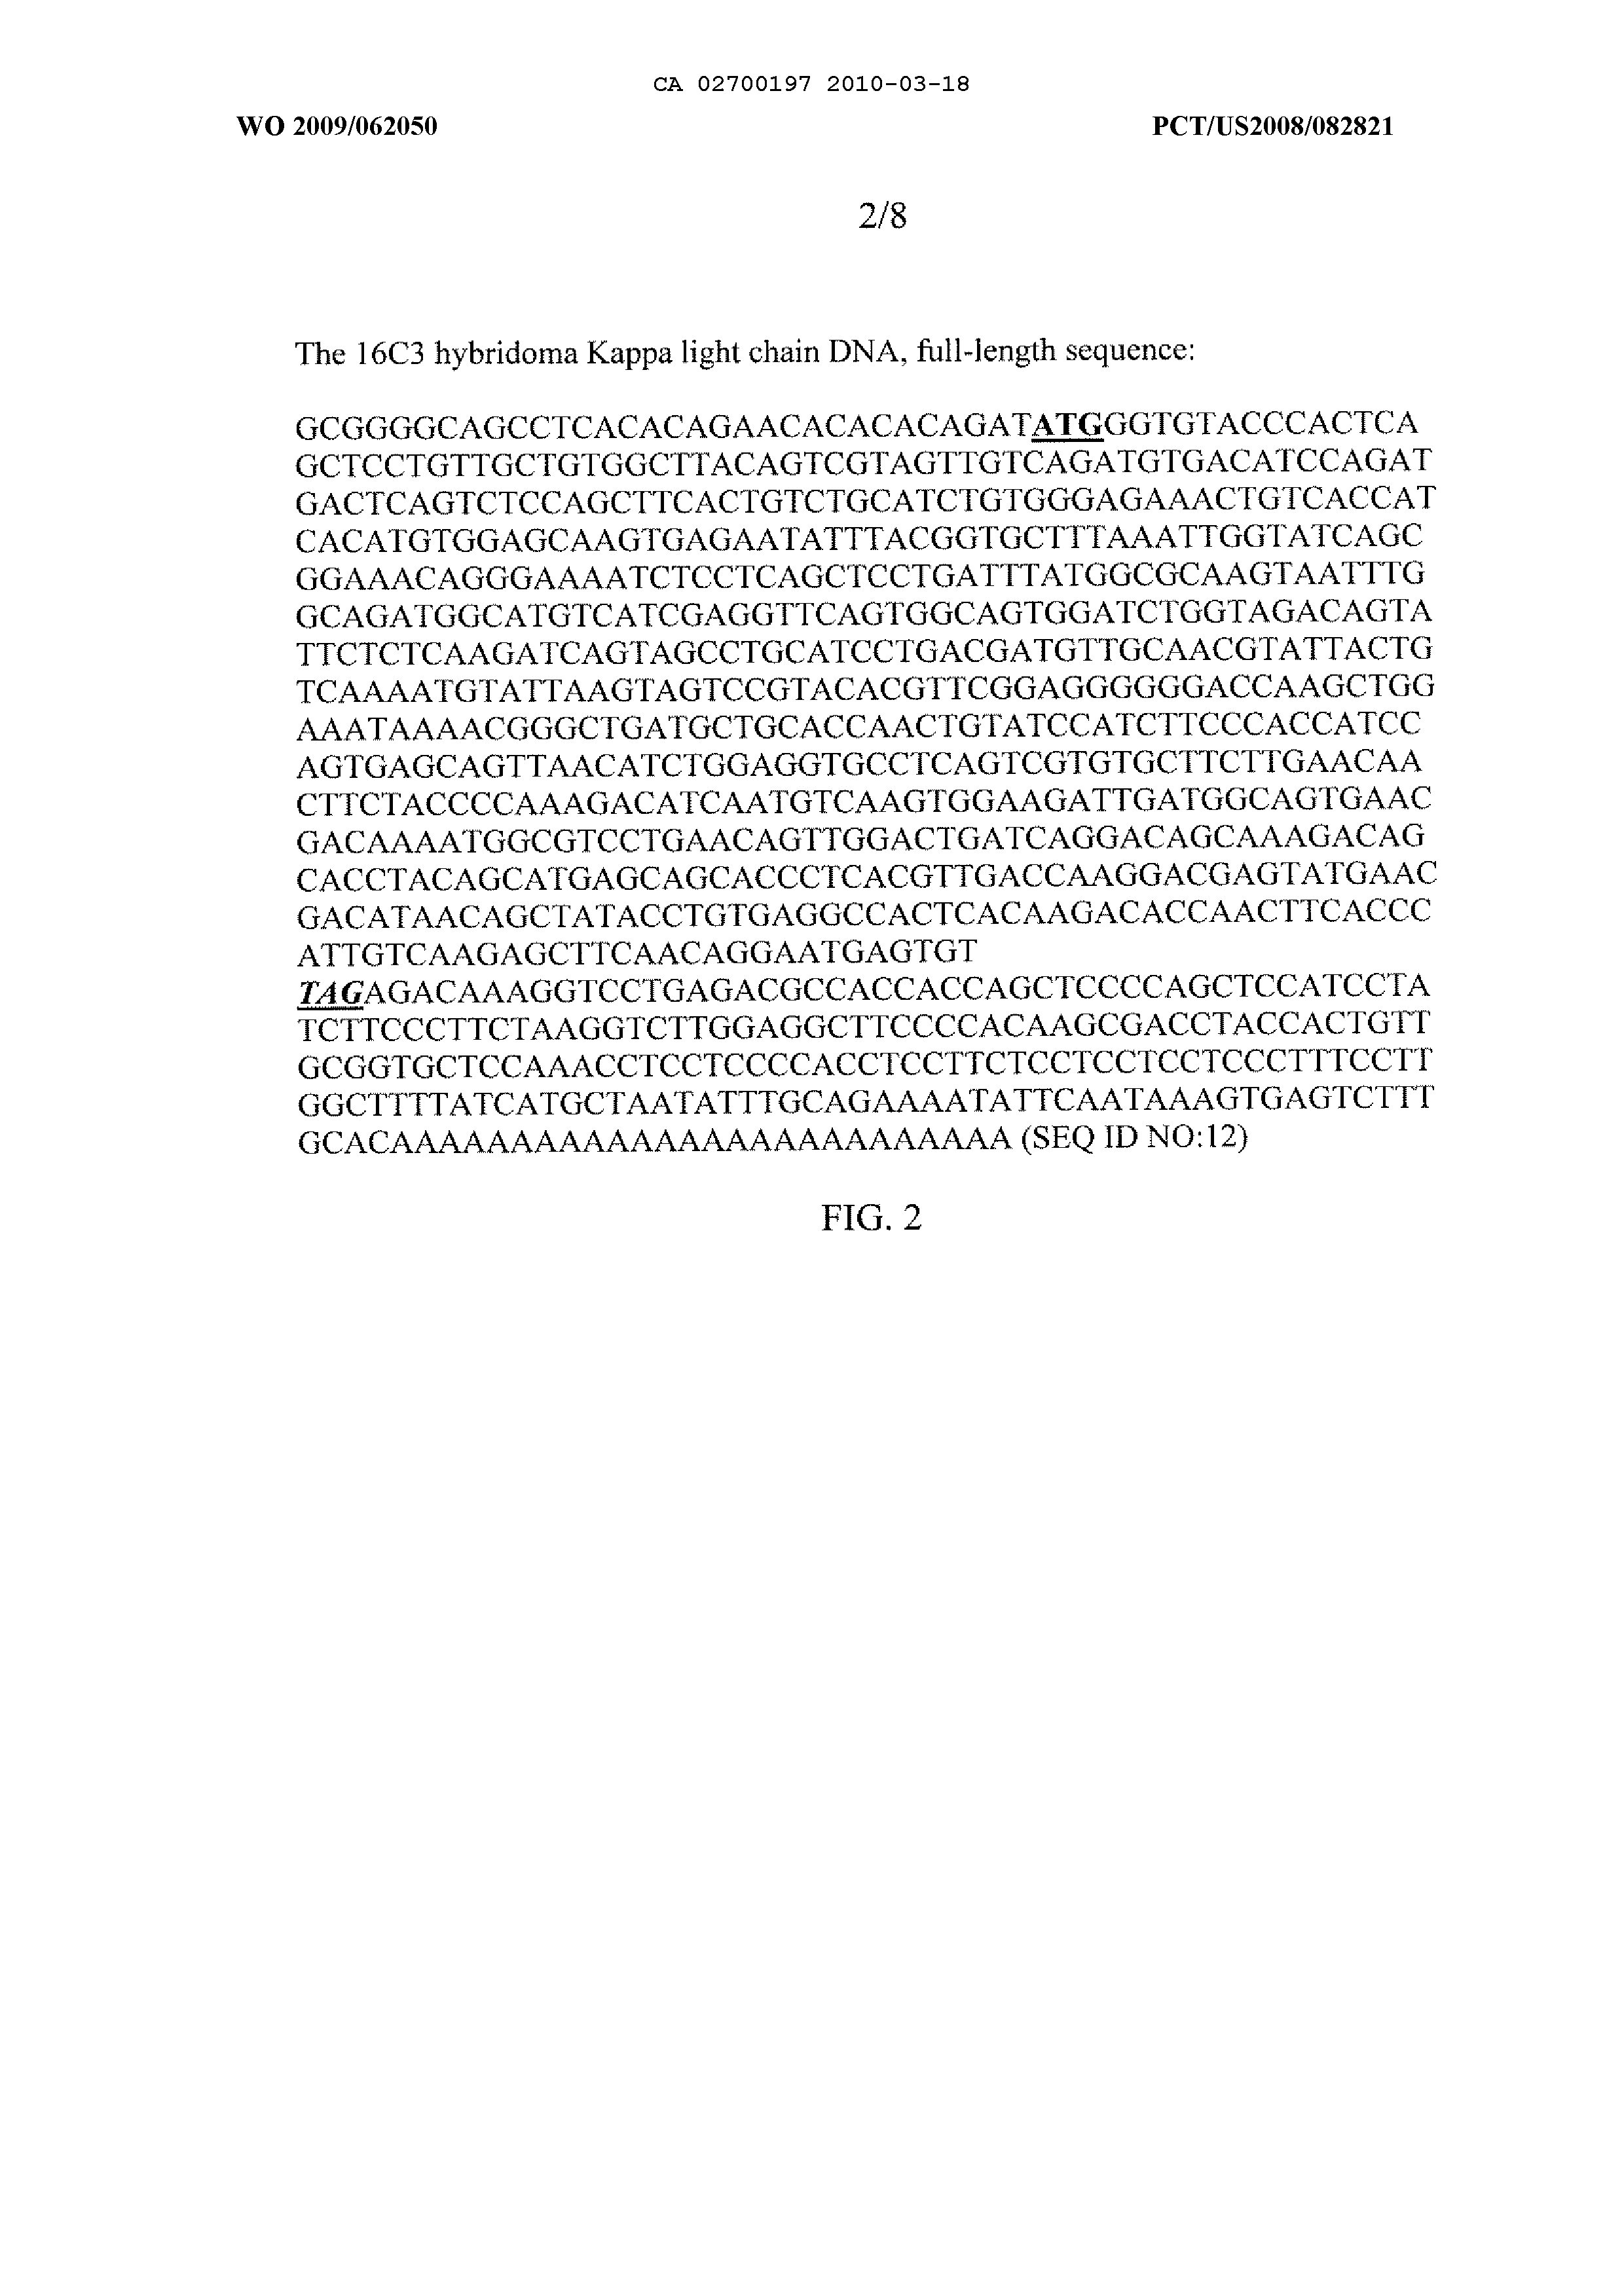 CA 02700197 2010-03-18
WO 2009/062050 PCT/US2008/082821
2/8
The 16C3 hybridoma Kappa light chain DNA, full-length sequence:
GCGGGGCAGCCTCACACAGAACACACACAGATATGGGTGTACCCACTCA
GCTCCTGTTGCTGTGGCTTACAGTCGTAGTTGTCAGATGTGACATCCAGAT
GACTCAGTCTCCAGCTTCACTGTCTGCATCTGTGGGAGAAACTGTCACCAT
CACATGTGGAGCAAGTGAGAATATTTACGGTGCTTTAAATTGGTATCAGC
GGAAACAGGGAAAATCTCCTCAGCTCCTGATTTATGGCGCAAGTAATTTG
GCAGATGGCATGTCATCGAGGTTCAGTGGCAGTGGATCTGGTAGACAGTA
TTCTCTCAAGATCAGTAGCCTGCATCCTGACGATGTTGCAACGTATTACTG
TCAAAATGTATTAAGTAGTCCGTACACGTTCGGAGGGGGGACCAAGCTGG
AAATAAAACGGGCTGATGCTGCACCAACTGTATCCATCTTCCCACCATCC
AGTGAGCAGTTAACATCTGGAGGTGCCTCAGTCGTGTGCTTCTTGAACAA
CTTCTACCCCAAAGACATCAATGTCAAGTGGAAGATTGATGGCAGTGAAC
GACAAAATGGCGTCCTGAACAGTTGGACTGATCAGGACAGCAAAGACAG
CACCTACAGCATGAGCAGCACCCTCACGTTGACCAAGGACGAGTATGAAC
GACATAACAGCTATACCTGTGAGGCCACTCACAAGACACCAACTTCACCC
ATTGTCAAGAGCTTCAACAGGAATGAGTGT
TAGAGACAAAGGTCCTGAGACGCCACCACCAGCTCCCCAGCTCCATCCTA
TCTTCCCTTCTAAGGTCTTGGAGGCTTCCCCACAAGCGACCTACCACTGTT
GCGGTGCTCCAAACCTCCTCCCCACCTCCTTCTCCTCCTCCTCCCTTTCCTT
GGCTTTTATCATGCTAATATTTGCAGAAAATATTCAATAAAGTGAGTCTTT
GCACAAAAAAAAAAAAAAAAAAAAAAAAAA (SEQ ID NO:12)
FIG. 2